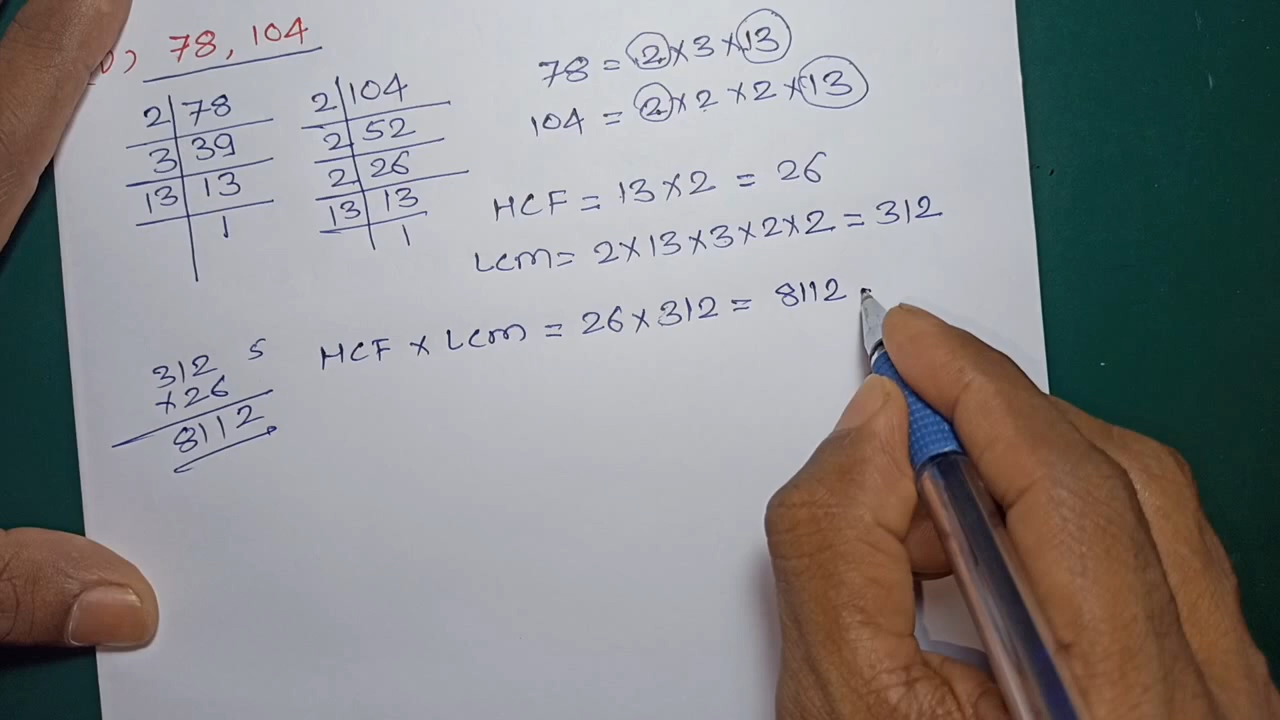 78, 104
2 78
3 39
13 13
1
2 104
2 52
2 26
13 13
1
78 = 2 × 3 × 13
104 = 2 × 2 × 2 × 13
HCF = 13 × 2 = 26
LCM = 2 × 13 × 3 × 2 × 2 = 312
HCF × LCM = 26 × 312 = 8112
312 5
× 26
8112